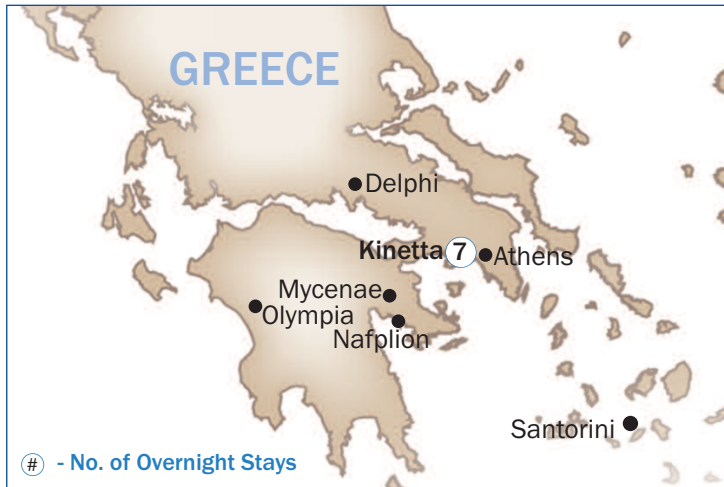 GREECE
Delphi
Kinetta 7
Athens
Mycenae
Olympia
Nafplion
Santorini
# - No. of Overnight Stays